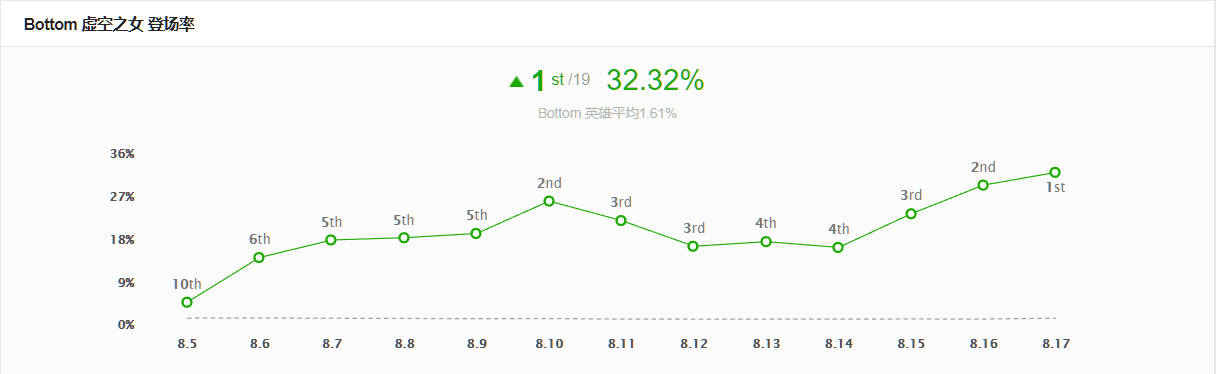 Bottom 虚空之女 登场率
▲ 1 st /19 32.32%
Bottom 英雄平均1.61%
36%
27%
18%
9%
0%
10th
6th
5th
5th
5th
2nd
3rd
3rd
4th
4th
3rd
2nd
1st
8.5 8.6 8.7 8.8 8.9 8.10 8.11 8.12 8.13 8.14 8.15 8.16 8.17